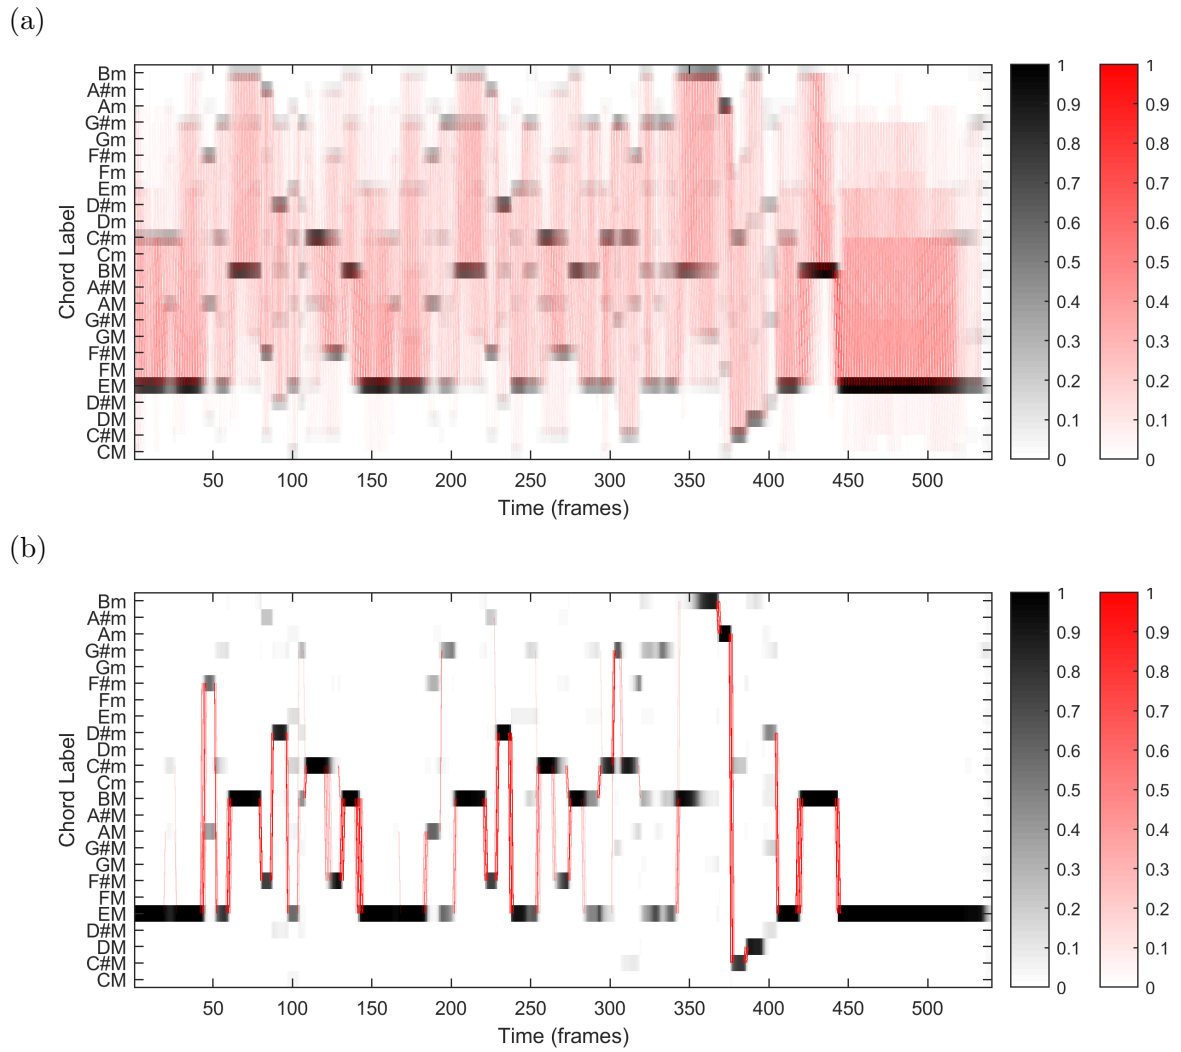 (a)
Bm
A#m
Am
G#m
Gm
F#m
Fm
Em
D#m
Dm
C#m
Cm
BM
A#M
AM
G#M
GM
F#M
FM
EM
D#M
DM
C#M
CM
Chord Label
50 100 150 200 250 300 350 400 450 500
Time (frames)
1
0.9
0.8
0.7
0.6
0.5
0.4
0.3
0.2
0.1
0
1
0.9
0.8
0.7
0.6
0.5
0.4
0.3
0.2
0.1
0
(b)
Bm
A#m
Am
G#m
Gm
F#m
Fm
Em
D#m
Dm
C#m
Cm
BM
A#M
AM
G#M
GM
F#M
FM
EM
D#M
DM
C#M
CM
Chord Label
50 100 150 200 250 300 350 400 450 500
Time (frames)
1
0.9
0.8
0.7
0.6
0.5
0.4
0.3
0.2
0.1
0
1
0.9
0.8
0.7
0.6
0.5
0.4
0.3
0.2
0.1
0